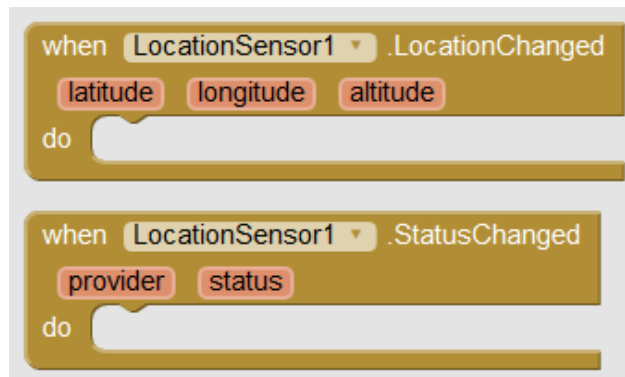 when LocationSensor1 .LocationChanged
latitude longitude altitude
do
when LocationSensor1 .StatusChanged
provider status
do